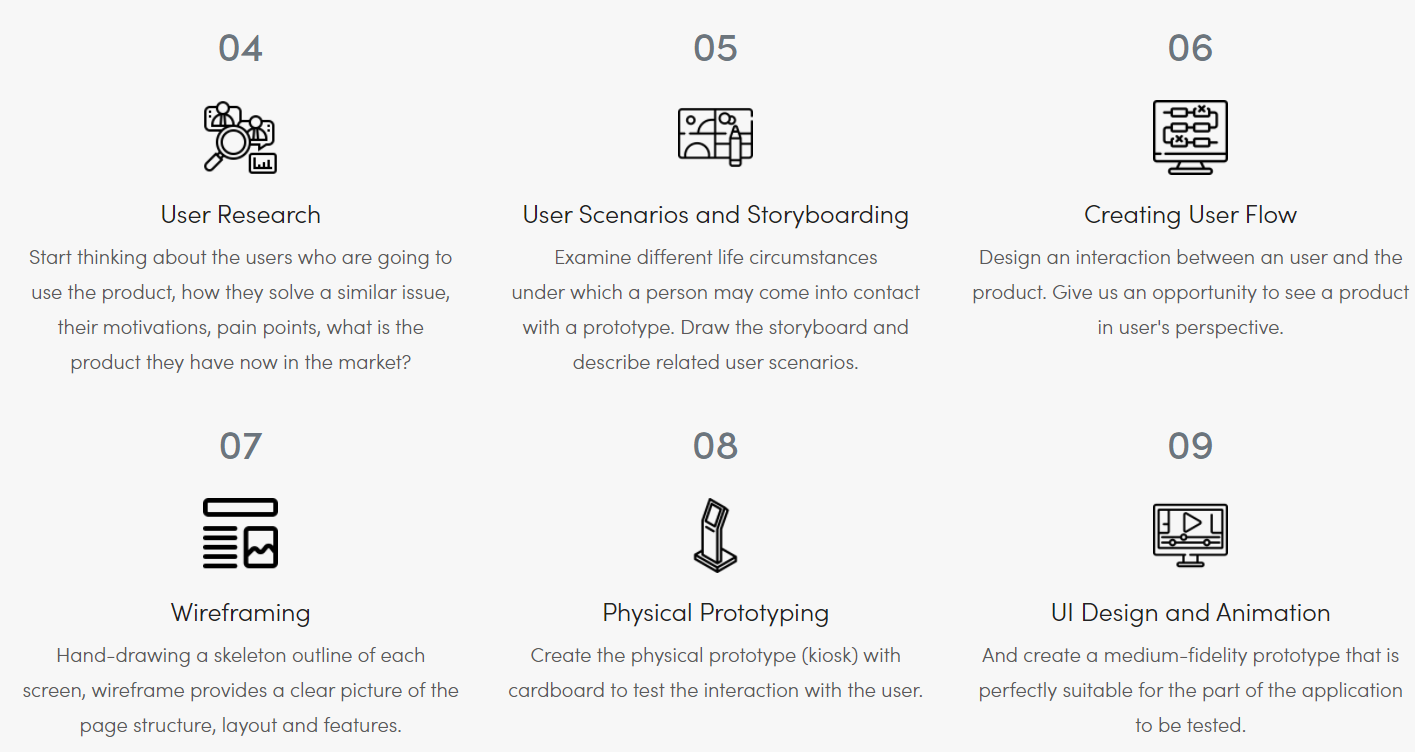 04
05
06
User Research
User Scenarios and Storyboarding
Creating User Flow
Start thinking about the users who are going to
use the product, how they solve a similar issue,
their motivations, pain points, what is the
product they have now in the market?
Examine different life circumstances
under which a person may come into contact
with a prototype. Draw the storyboard and
describe related user scenarios.
Design an interaction between an user and the
product. Give us an opportunity to see a product
in user's perspective.
07
08
09
Wireframing
Physical Prototyping
UI Design and Animation
Hand-drawing a skeleton outline of each
screen, wireframe provides a clear picture of the
page structure, layout and features.
Create the physical prototype (kiosk) with
cardboard to test the interaction with the user.
And create a medium-fidelity prototype that is
perfectly suitable for the part of the application
to be tested.